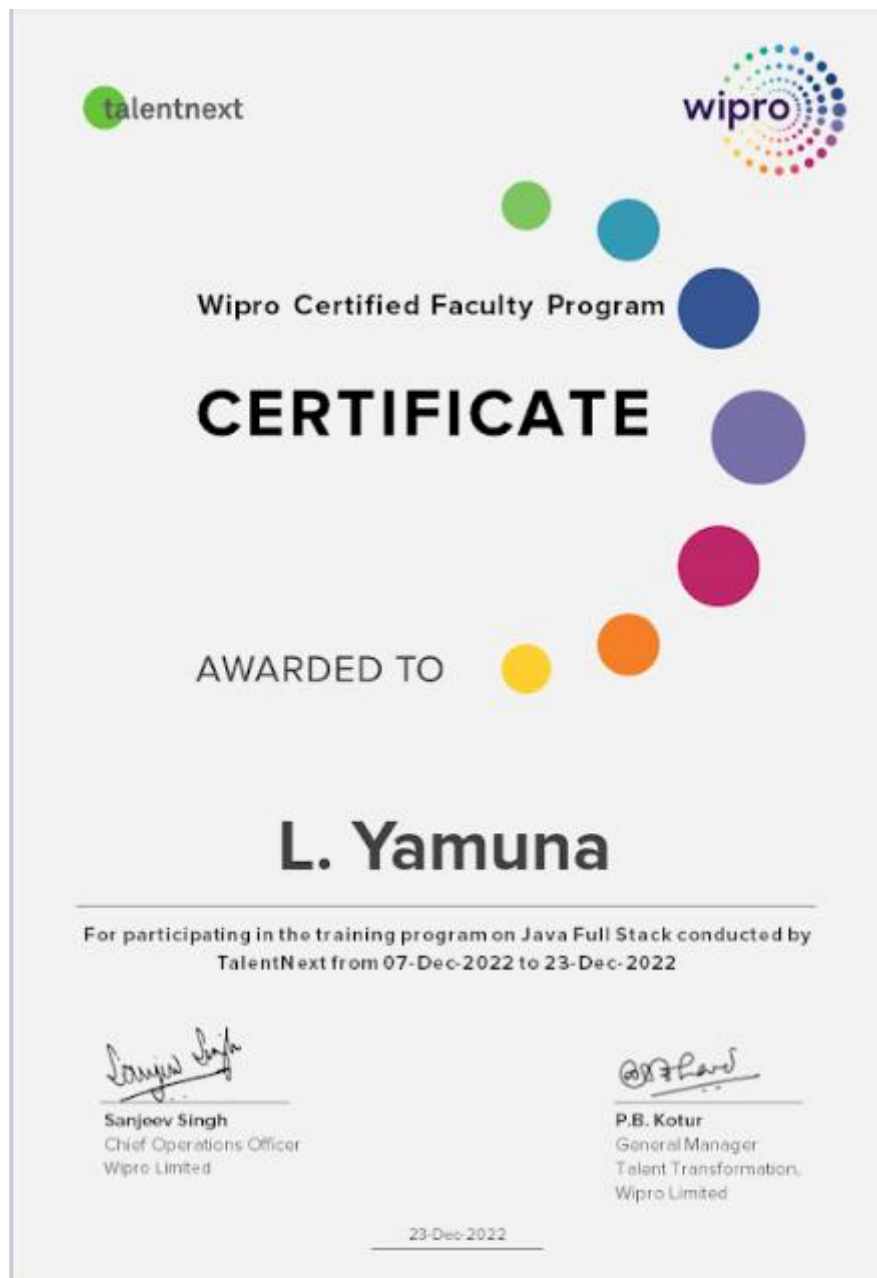 talentnext
wipro
Wipro Certified Faculty Program
CERTIFICATE
AWARDED TO
L. Yamuna
For participating in the training program on Java Full Stack conducted by
TalentNext from 07-Dec-2022 to 23-Dec-2022
Sanjeev Singh
Sanjeev Singh
Chief Operations Officer
Wipro Limited
P.B. Kotur
General Manager
Talent Transformation,
Wipro Limited
23-Dec-2022